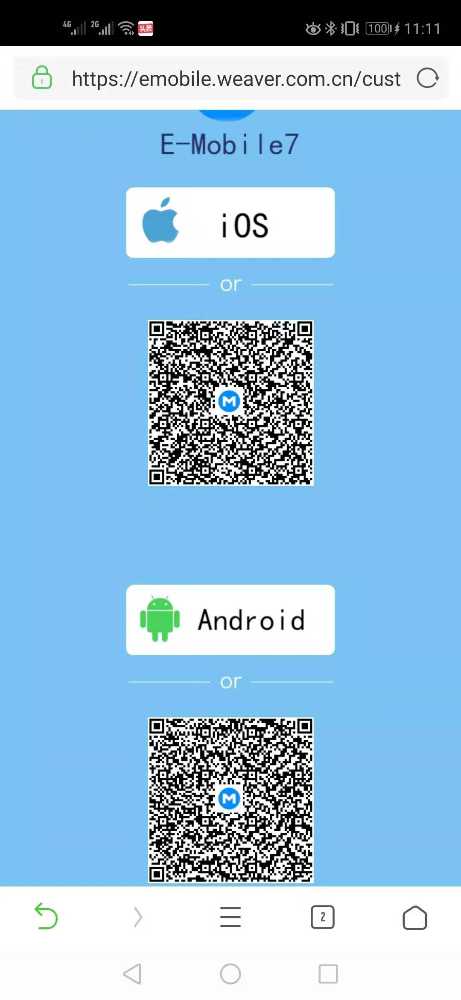 4G 2G 头条 100 11:11
https://emobile.weaver.com.cn/cust
E-Mobile7
iOS
or
M
Android
or
M
2